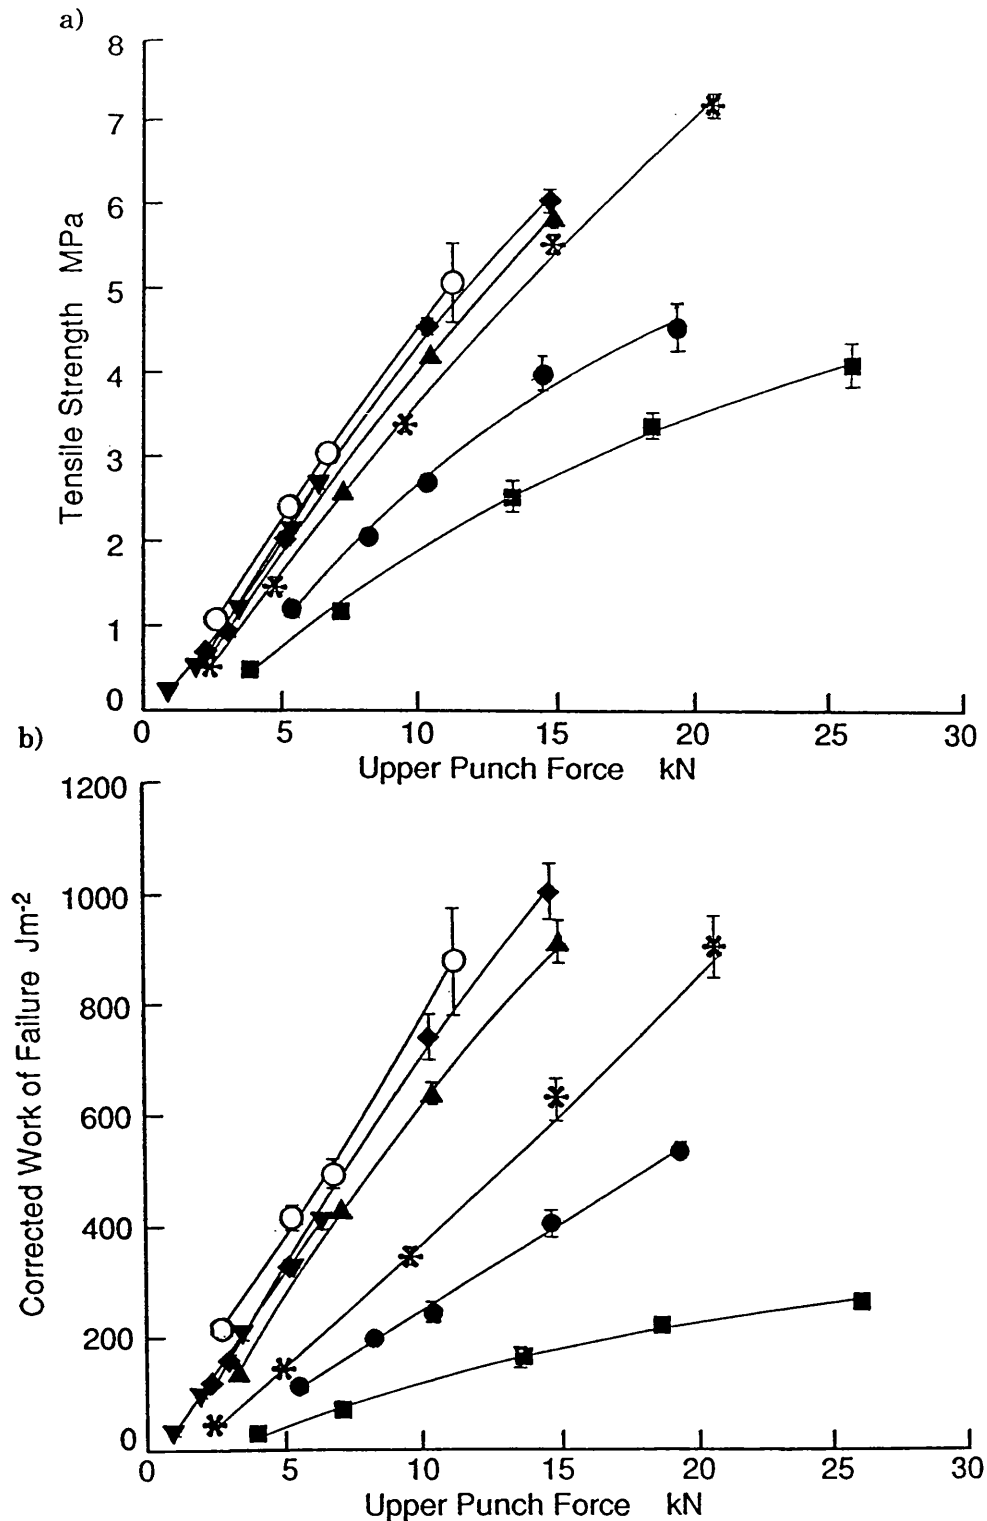 a)
8
7
6
5
4
3
2
1
0
Tensile Strength MPa
0 5 10 15 20 25 30
Upper Punch Force kN
b)
1200
1000
800
600
400
200
0
Corrected Work of Failure Jm-2
0 5 10 15 20 25 30
Upper Punch Force kN